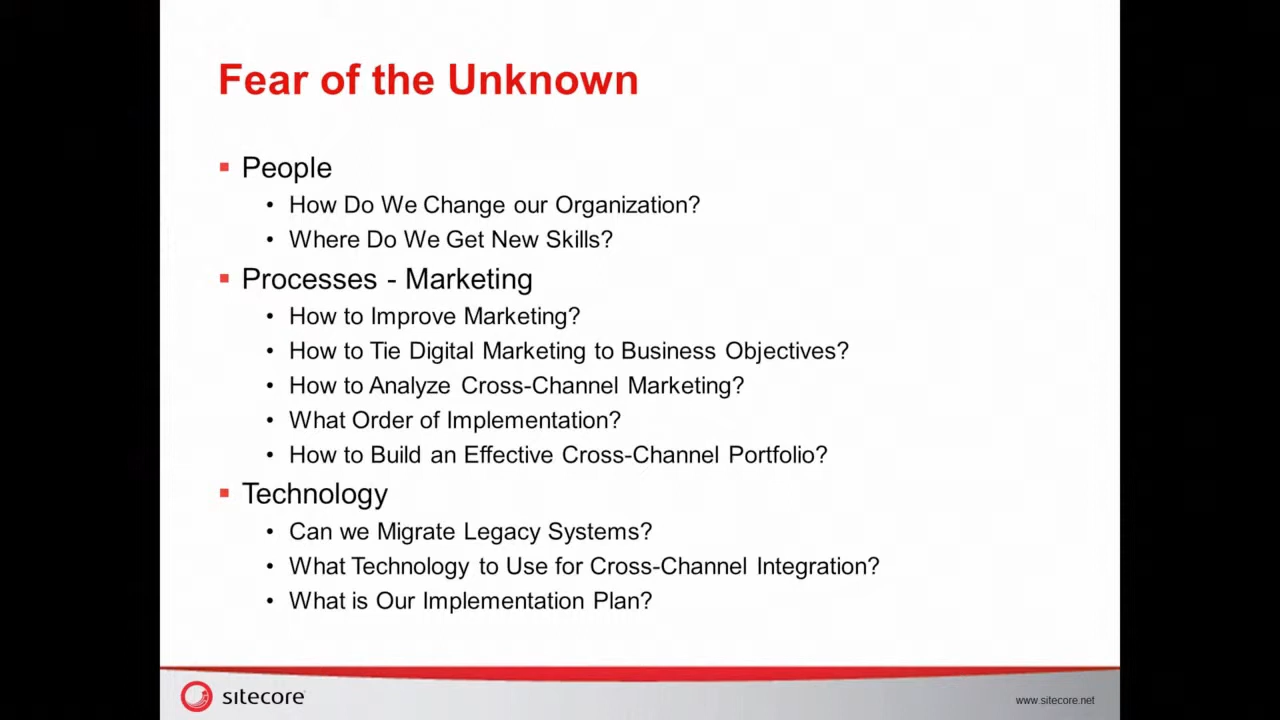 Fear of the Unknown
People
How Do We Change our Organization?
Where Do We Get New Skills?
Processes - Marketing
How to Improve Marketing?
How to Tie Digital Marketing to Business Objectives?
How to Analyze Cross-Channel Marketing?
What Order of Implementation?
How to Build an Effective Cross-Channel Portfolio?
Technology
Can we Migrate Legacy Systems?
What Technology to Use for Cross-Channel Integration?
What is Our Implementation Plan?
sitecore
www.sitecore.net